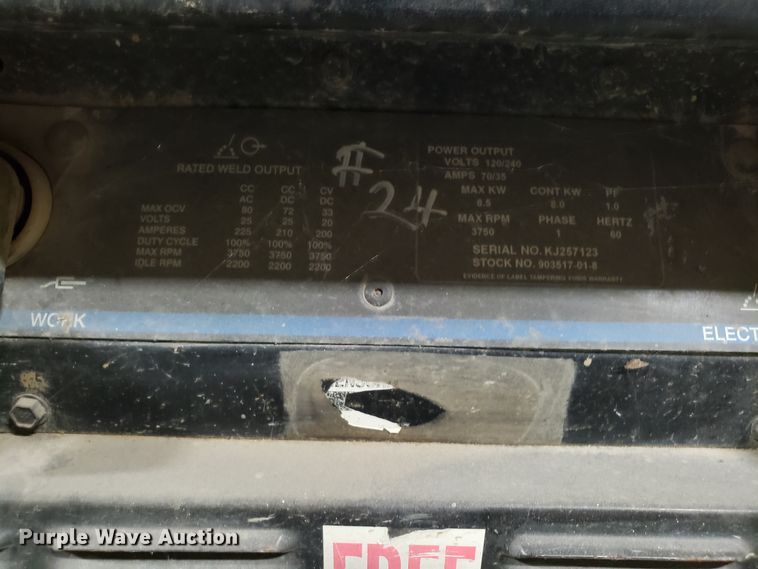 RATED WELD OUTPUT
CC CC CV
AC DC DC
MAX OCV 80 72 33
VOLTS 25 25 20
AMPERES 225 210 200
DUTY CYCLE 100% 100% 100%
MAX RPM 3750 3750 3750
IDLE RPM 2200 2200 2200
# 24
POWER OUTPUT
VOLTS 120/240
AMPS 70/35
MAX KW CONT KW PF
8.5 8.0 1.0
MAX RPM PHASE HERTZ
3750 1 60
SERIAL NO. KJ257123
STOCK NO. 903517-01-8
EVIDENCE OF LABEL TAMPERING VOIDS WARRANTY
WORK
ELECT
Purple Wave Auction
FREE